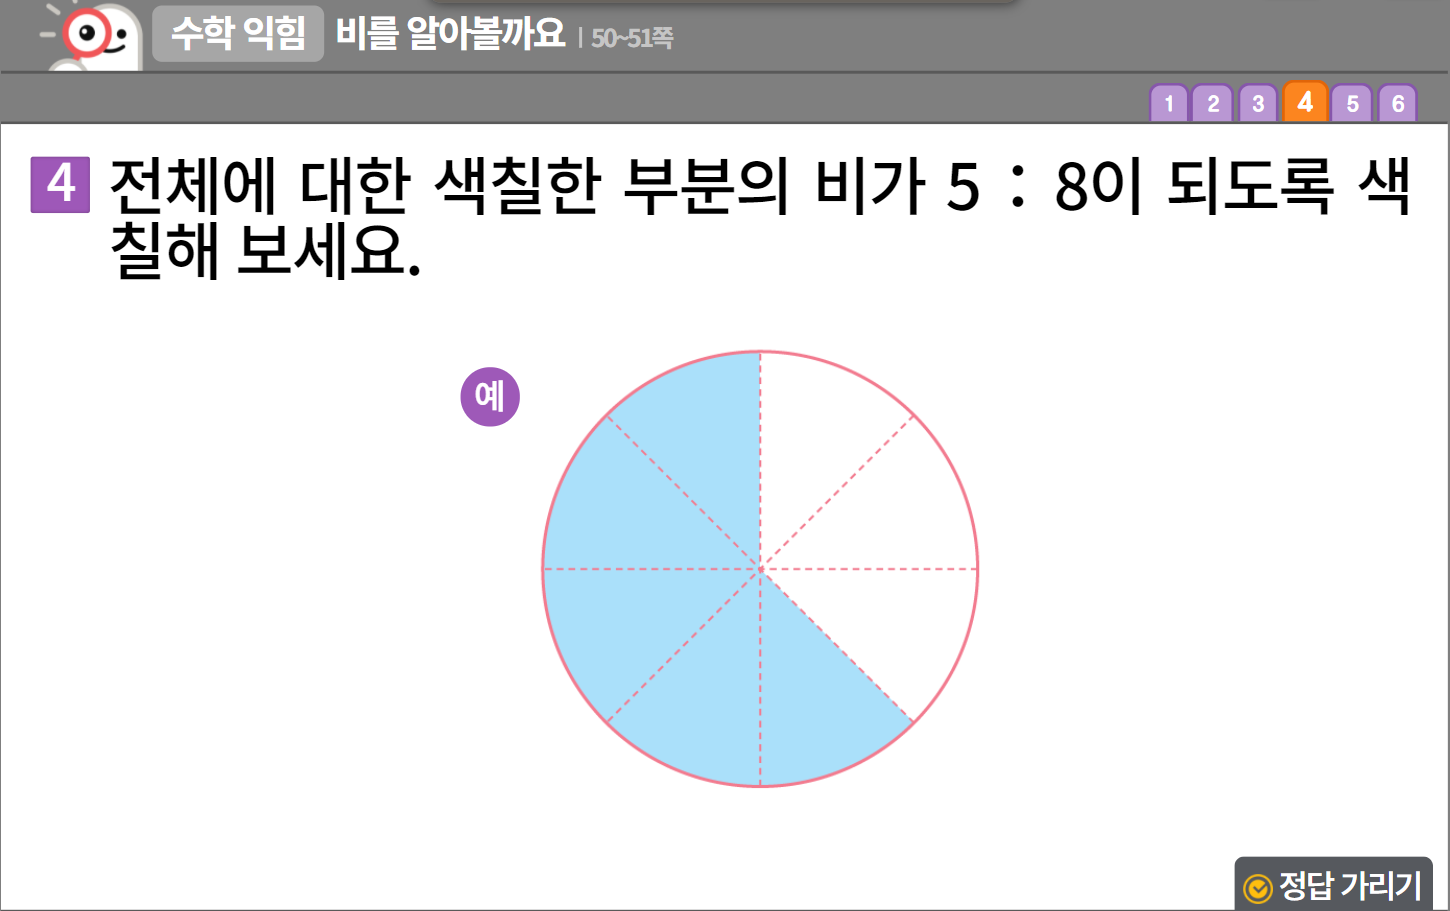 수학 익힘 비를 알아볼까요 | 50~51쪽
1 2 3 4 5 6
4 전체에 대한 색칠한 부분의 비가 5 : 8이 되도록 색
칠해 보세요.
예
정답 가리기